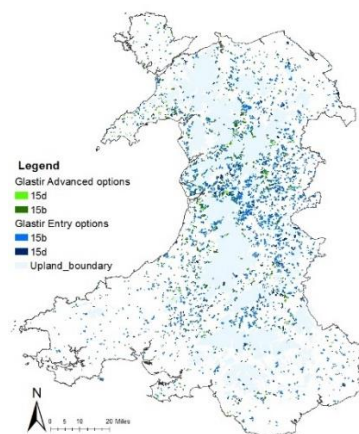 Legend
Glastir Advanced options
15d
15b
Glastir Entry options
15b
15d
Upland_boundary
N
0 5 10 20 Miles